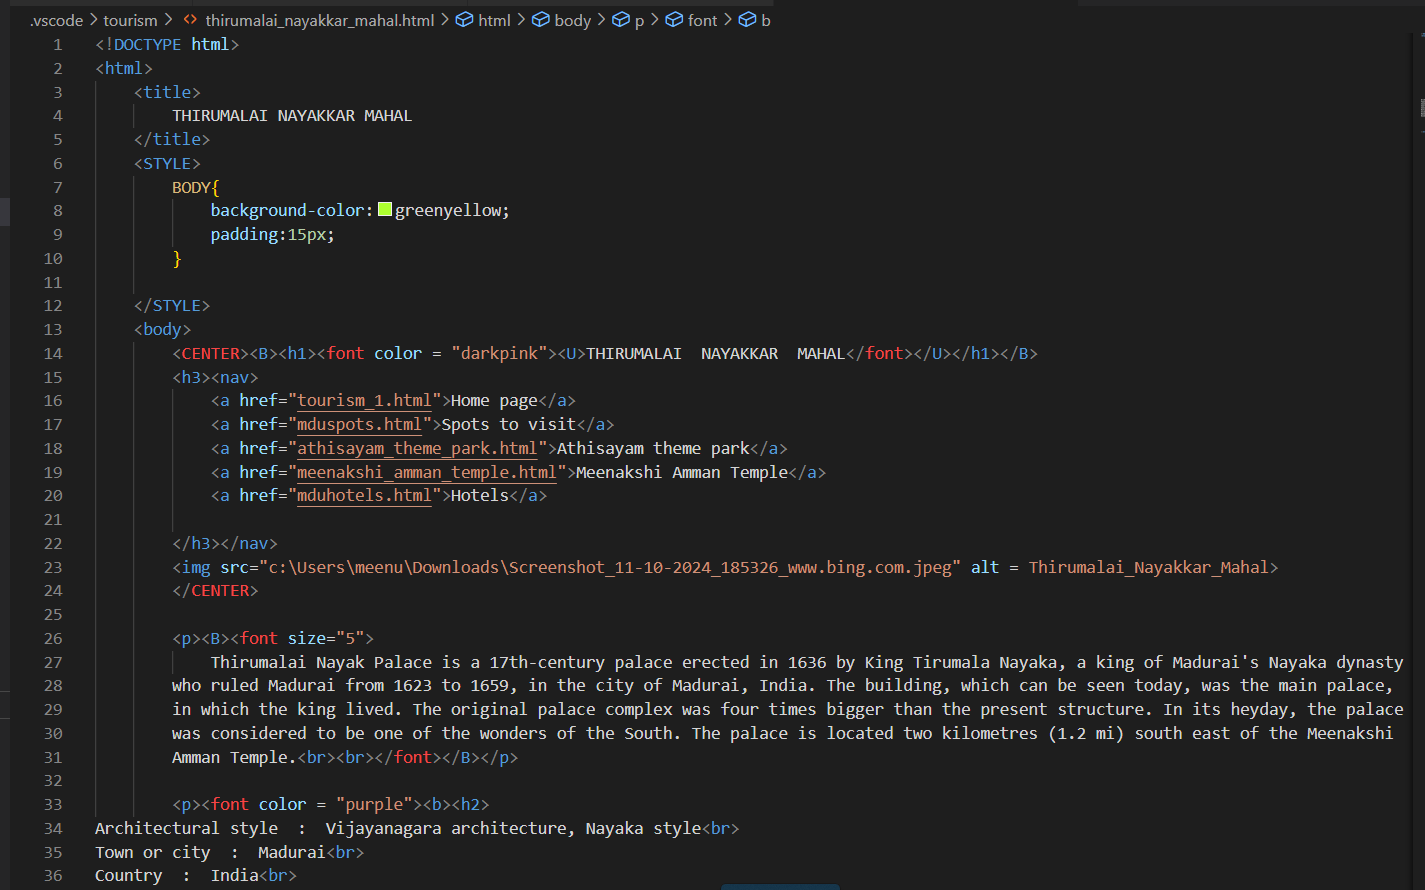 .vscode > tourism > <> thirumalai_nayakkar_mahal.html > html > body > p > font > b
1 <!DOCTYPE html>
2 <html>
3 <title>
4 THIRUMALAI NAYAKKAR MAHAL
5 </title>
6 <STYLE>
7 BODY{
8 background-color: greenyellow;
9 padding:15px;
10 }
11
12 </STYLE>
13 <body>
14 <CENTER><B><h1><font color = "darkpink"><U>THIRUMALAI  NAYAKKAR  MAHAL</font></U></h1></B>
15 <h3><nav>
16 <a href="tourism_1.html">Home page</a>
17 <a href="mduspots.html">Spots to visit</a>
18 <a href="athisayam_theme_park.html">Athisayam theme park</a>
19 <a href="meenakshi_amman_temple.html">Meenakshi Amman Temple</a>
20 <a href="mduhotels.html">Hotels</a>
21
22 </h3></nav>
23 <img src="c:\Users\meenu\Downloads\Screenshot_11-10-2024_185326_www.bing.com.jpeg" alt = Thirumalai_Nayakkar_Mahal>
24 </CENTER>
25
26 <p><B><font size="5">
27 Thirumalai Nayak Palace is a 17th-century palace erected in 1636 by King Tirumala Nayaka, a king of Madurai's Nayaka dynasty
28 who ruled Madurai from 1623 to 1659, in the city of Madurai, India. The building, which can be seen today, was the main palace,
29 in which the king lived. The original palace complex was four times bigger than the present structure. In its heyday, the palace
30 was considered to be one of the wonders of the South. The palace is located two kilometres (1.2 mi) south east of the Meenakshi
31 Amman Temple.<br><br></font></B></p>
32
33 <p><font color = "purple"><b><h2>
34 Architectural style  :  Vijayanagara architecture, Nayaka style<br>
35 Town or city  :  Madurai<br>
36 Country  :  India<br>